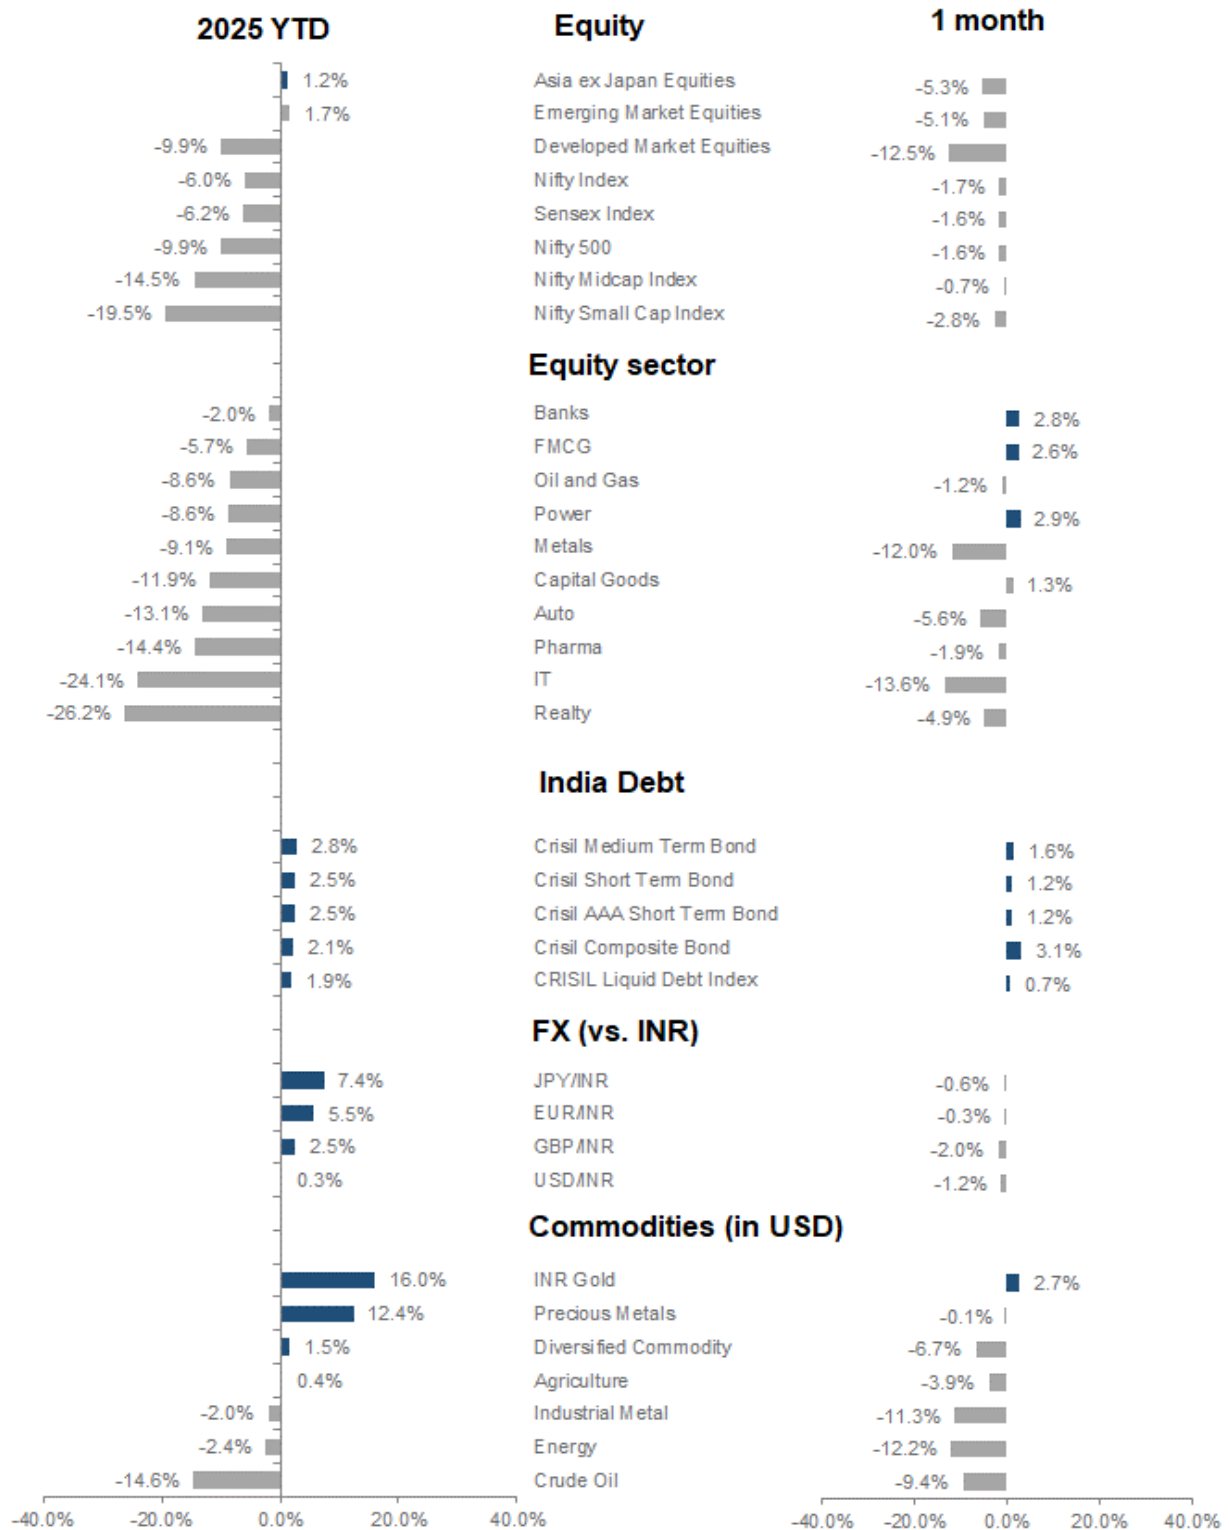 2025 YTD Equity 1 month
1.2% Asia ex Japan Equities -5.3%
1.7% Emerging Market Equities -5.1%
-9.9% Developed Market Equities -12.5%
-6.0% Nifty Index -1.7%
-6.2% Sensex Index -1.6%
-9.9% Nifty 500 -1.6%
-14.5% Nifty Midcap Index -0.7%
-19.5% Nifty Small Cap Index -2.8%
Equity sector
-2.0% Banks 2.8%
-5.7% FMCG 2.6%
-8.6% Oil and Gas -1.2%
-8.6% Power 2.9%
-9.1% Metals -12.0%
-11.9% Capital Goods 1.3%
-13.1% Auto -5.6%
-14.4% Pharma -1.9%
-24.1% IT -13.6%
-26.2% Realty -4.9%
India Debt
2.8% Crisil Medium Term Bond 1.6%
2.5% Crisil Short Term Bond 1.2%
2.5% Crisil AAA Short Term Bond 1.2%
2.1% Crisil Composite Bond 3.1%
1.9% CRISIL Liquid Debt Index 0.7%
FX (vs. INR)
7.4% JPY/INR -0.6%
5.5% EUR/INR -0.3%
2.5% GBP/INR -2.0%
0.3% USD/INR -1.2%
Commodities (in USD)
16.0% INR Gold 2.7%
12.4% Precious Metals -0.1%
1.5% Diversified Commodity -6.7%
0.4% Agriculture -3.9%
-2.0% Industrial Metal -11.3%
-2.4% Energy -12.2%
-14.6% Crude Oil -9.4%
-40.0% -20.0% 0.0% 20.0% 40.0% -40.0% -20.0% 0.0% 20.0% 40.0%